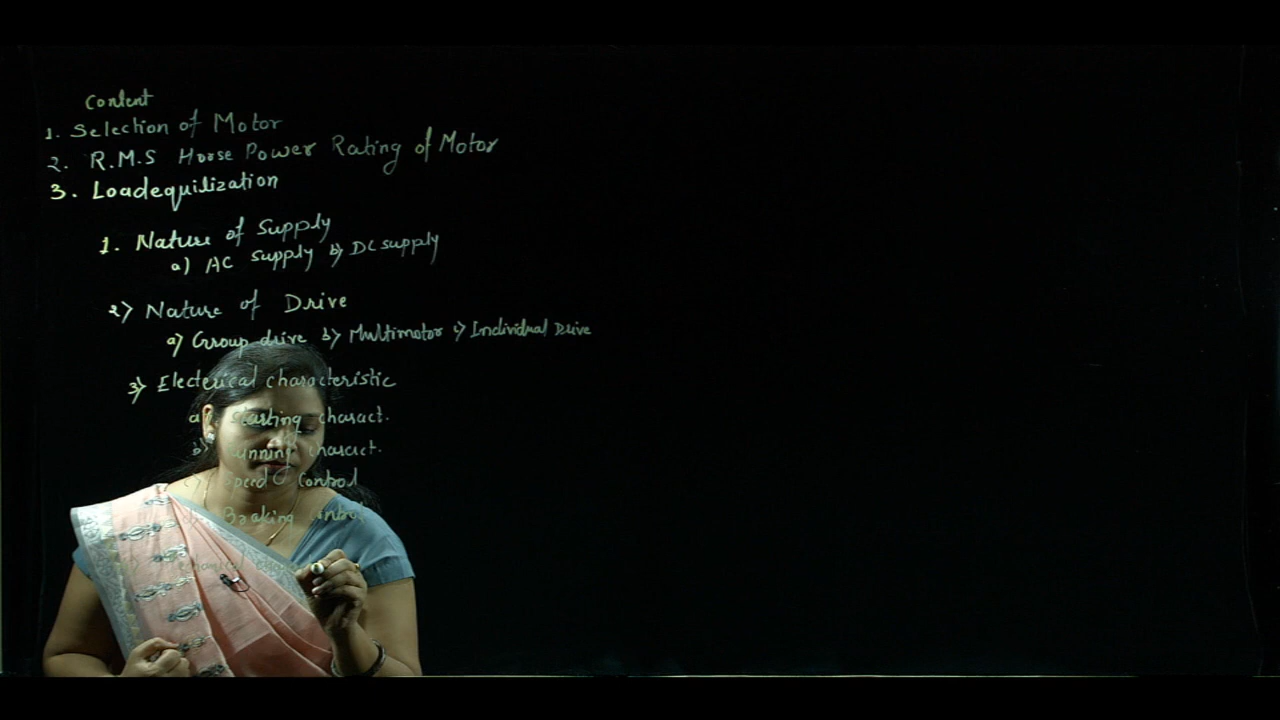 Content
1. Selection of Motor
2. R.M.S Horse Power Rating of Motor
3. Loadequilization
1. Nature of Supply
a) AC supply b) DC supply
2) Nature of Drive
a) Group drive b) Multimotor c) Individual Drive
3) Electerical characteristic
a) Starting charact.
b) Running charact.
c) Speed Control
Braking Control